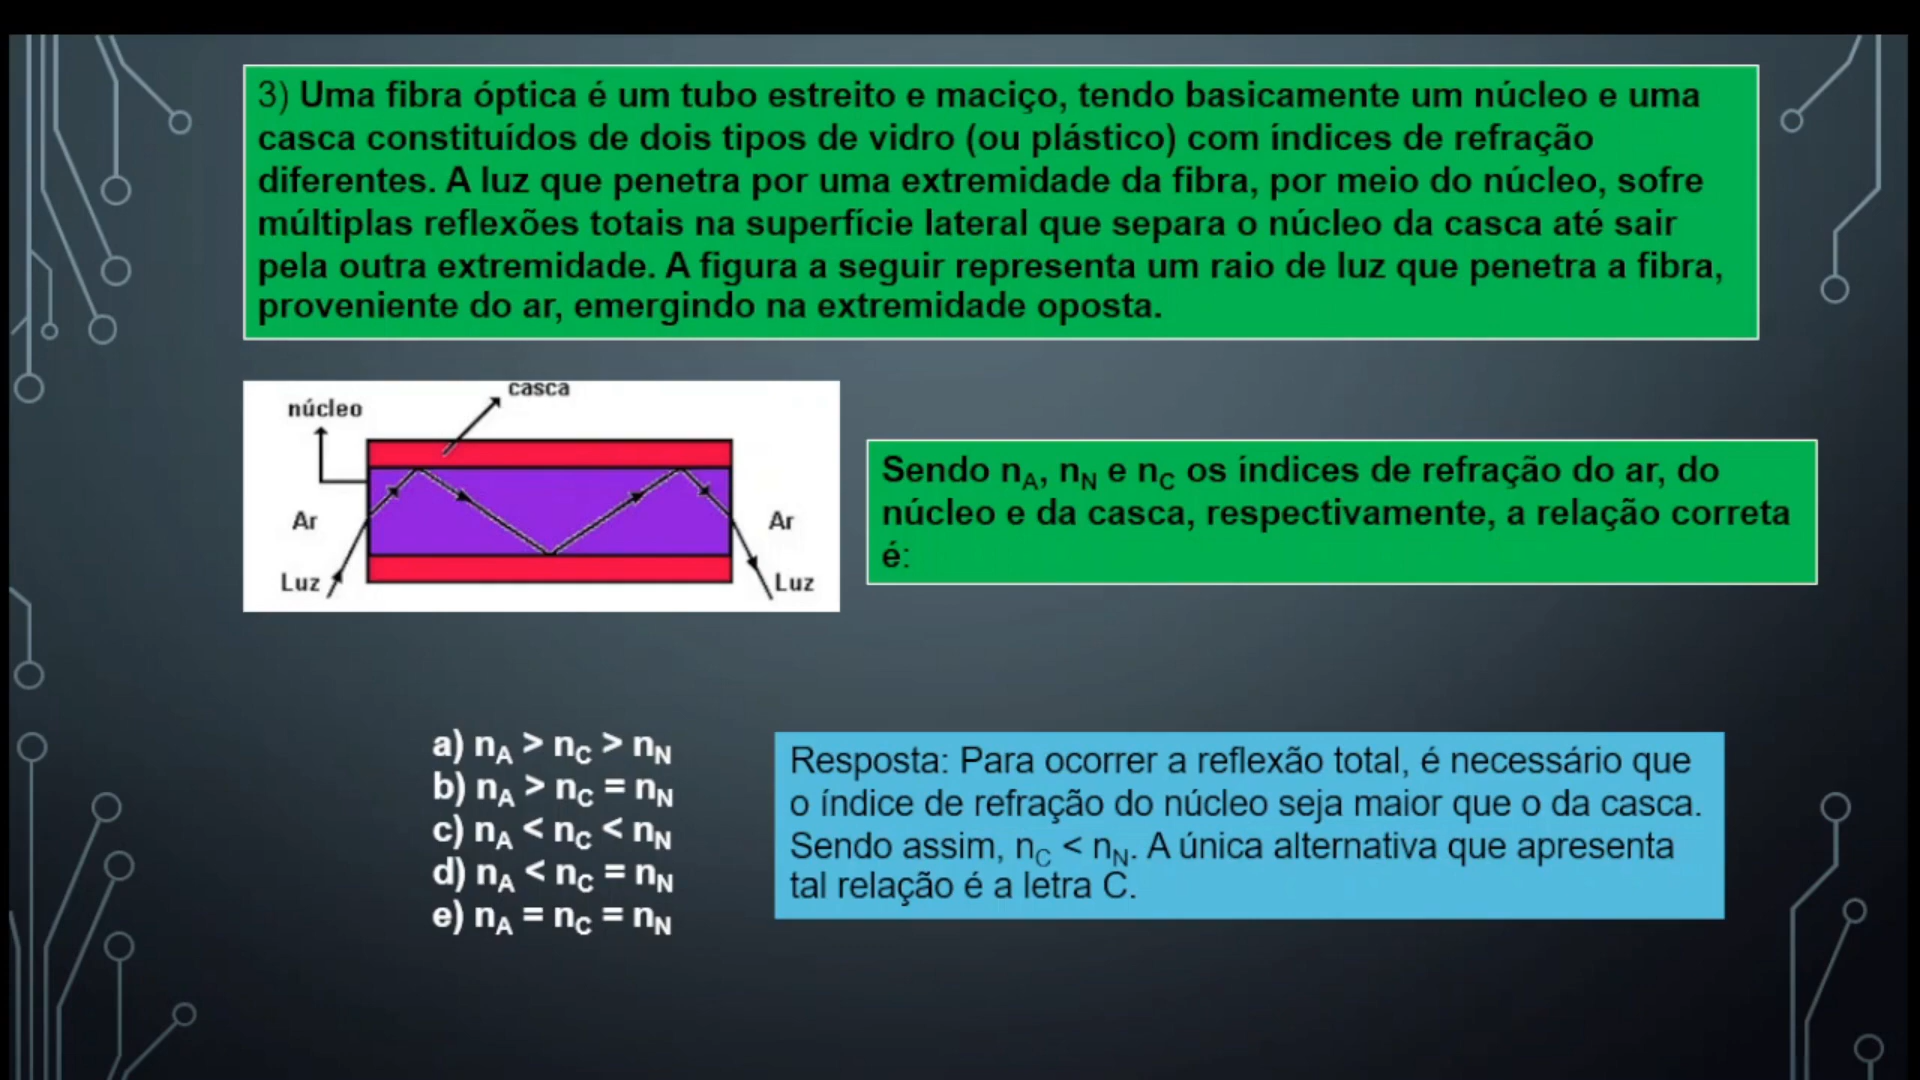 3) Uma fibra óptica é um tubo estreito e maciço, tendo basicamente um núcleo e uma
casca constituídos de dois tipos de vidro (ou plástico) com índices de refração
diferentes. A luz que penetra por uma extremidade da fibra, por meio do núcleo, sofre
múltiplas reflexões totais na superfície lateral que separa o núcleo da casca até sair
pela outra extremidade. A figura a seguir representa um raio de luz que penetra a fibra,
proveniente do ar, emergindo na extremidade oposta.
casca
núcleo
Ar
Ar
Luz
Luz
Sendo nA, nN e nC os índices de refração do ar, do
núcleo e da casca, respectivamente, a relação correta
é:
a) nA > nC > nN
b) nA > nC = nN
c) nA < nC < nN
d) nA < nC = nN
e) nA = nC = nN
Resposta: Para ocorrer a reflexão total, é necessário que
o índice de refração do núcleo seja maior que o da casca.
Sendo assim, nC < nN. A única alternativa que apresenta
tal relação é a letra C.